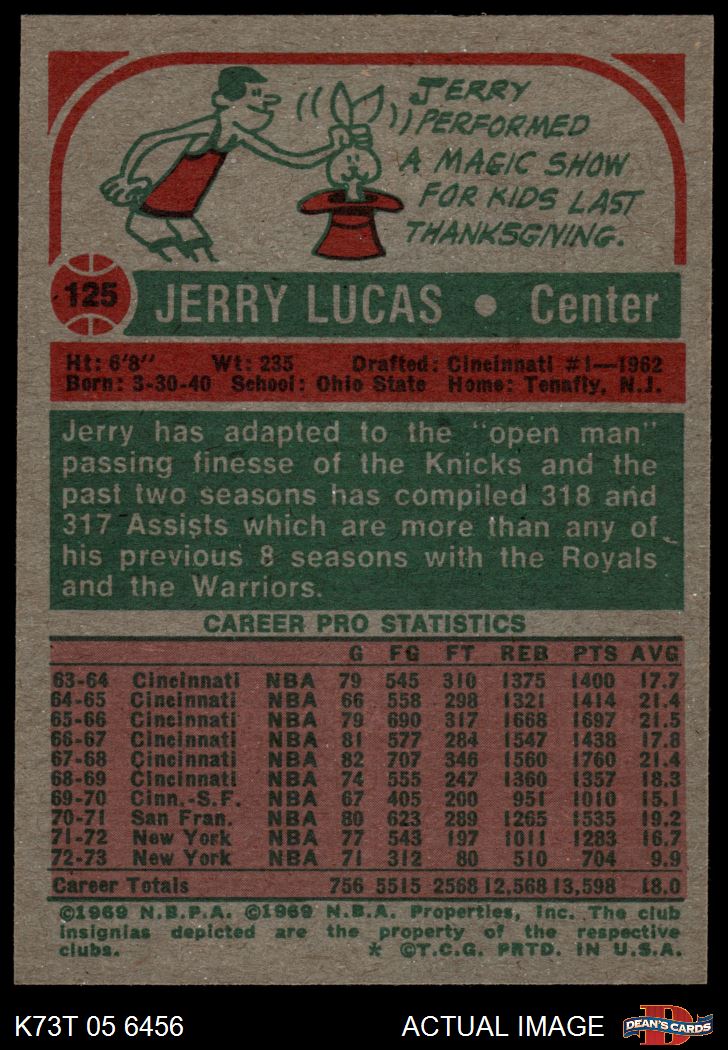 JERRY
PERFORMED
A MAGIC SHOW
FOR KIDS LAST
THANKSGIVING.
125 JERRY LUCAS • Center
Ht: 6'8" Wt: 235 Drafted: Cincinnati #1—1962
Born: 3-30-40 School: Ohio State Home: Tenafly, N.J.
Jerry has adapted to the "open man"
passing finesse of the Knicks and the
past two seasons has compiled 318 and
317 Assists which are more than any of
his previous 8 seasons with the Royals
and the Warriors.
CAREER PRO STATISTICS
G FG FT REB PTS AVG
63-64 Cincinnati NBA 79 545 310 1375 1400 17.7
64-65 Cincinnati NBA 66 558 298 1321 1414 21.4
65-66 Cincinnati NBA 79 690 317 1668 1697 21.5
66-67 Cincinnati NBA 81 577 284 1547 1438 17.8
67-68 Cincinnati NBA 82 707 346 1560 1760 21.4
68-69 Cincinnati NBA 74 555 247 1360 1357 18.3
69-70 Cinn.-S.F. NBA 67 405 200 951 1010 15.1
70-71 San Fran. NBA 80 623 289 1265 1535 19.2
71-72 New York NBA 77 543 197 1011 1283 16.7
72-73 New York NBA 71 312 80 510 704 9.9
Career Totals 756 5515 2568 12,568 13,598 18.0
©1969 N.B.P.A. ©1969 N.B.A. Properties, Inc. The club
insignias depicted are the property of the respective
clubs. * ©T.C.G. PRTD. IN U.S.A.
K73T 05 6456 ACTUAL IMAGE D DEAN'S CARDS